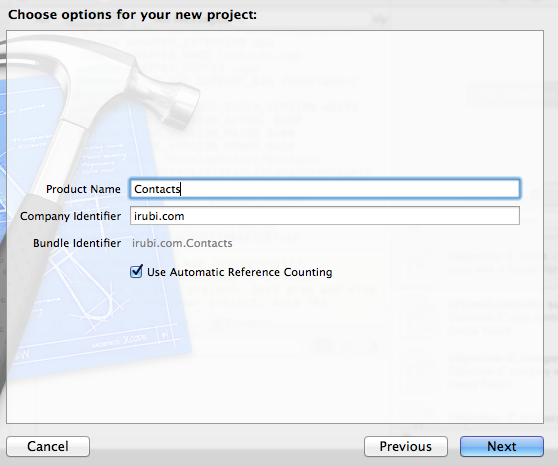 Choose options for your new project:
Product Name Contacts
Company Identifier irubi.com
Bundle Identifier irubi.com.Contacts
Use Automatic Reference Counting
Cancel Previous Next